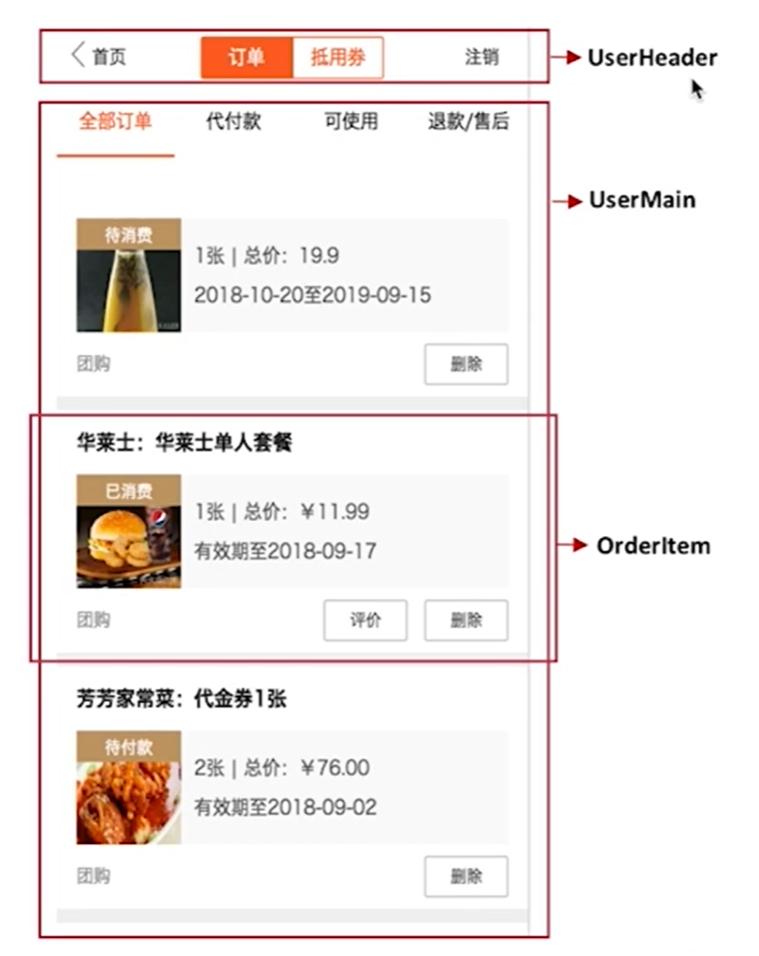 首页 订单 抵用券 注销
UserHeader
全部订单 代付款 可使用 退款/售后
UserMain
待消费
1张 | 总价：19.9
2018-10-20至2019-09-15
团购 删除
华莱士：华莱士单人套餐
已消费
1张 | 总价：￥11.99
有效期至2018-09-17
OrderItem
团购 评价 删除
芳芳家常菜：代金券1张
待付款
2张 | 总价：￥76.00
有效期至2018-09-02
团购 删除